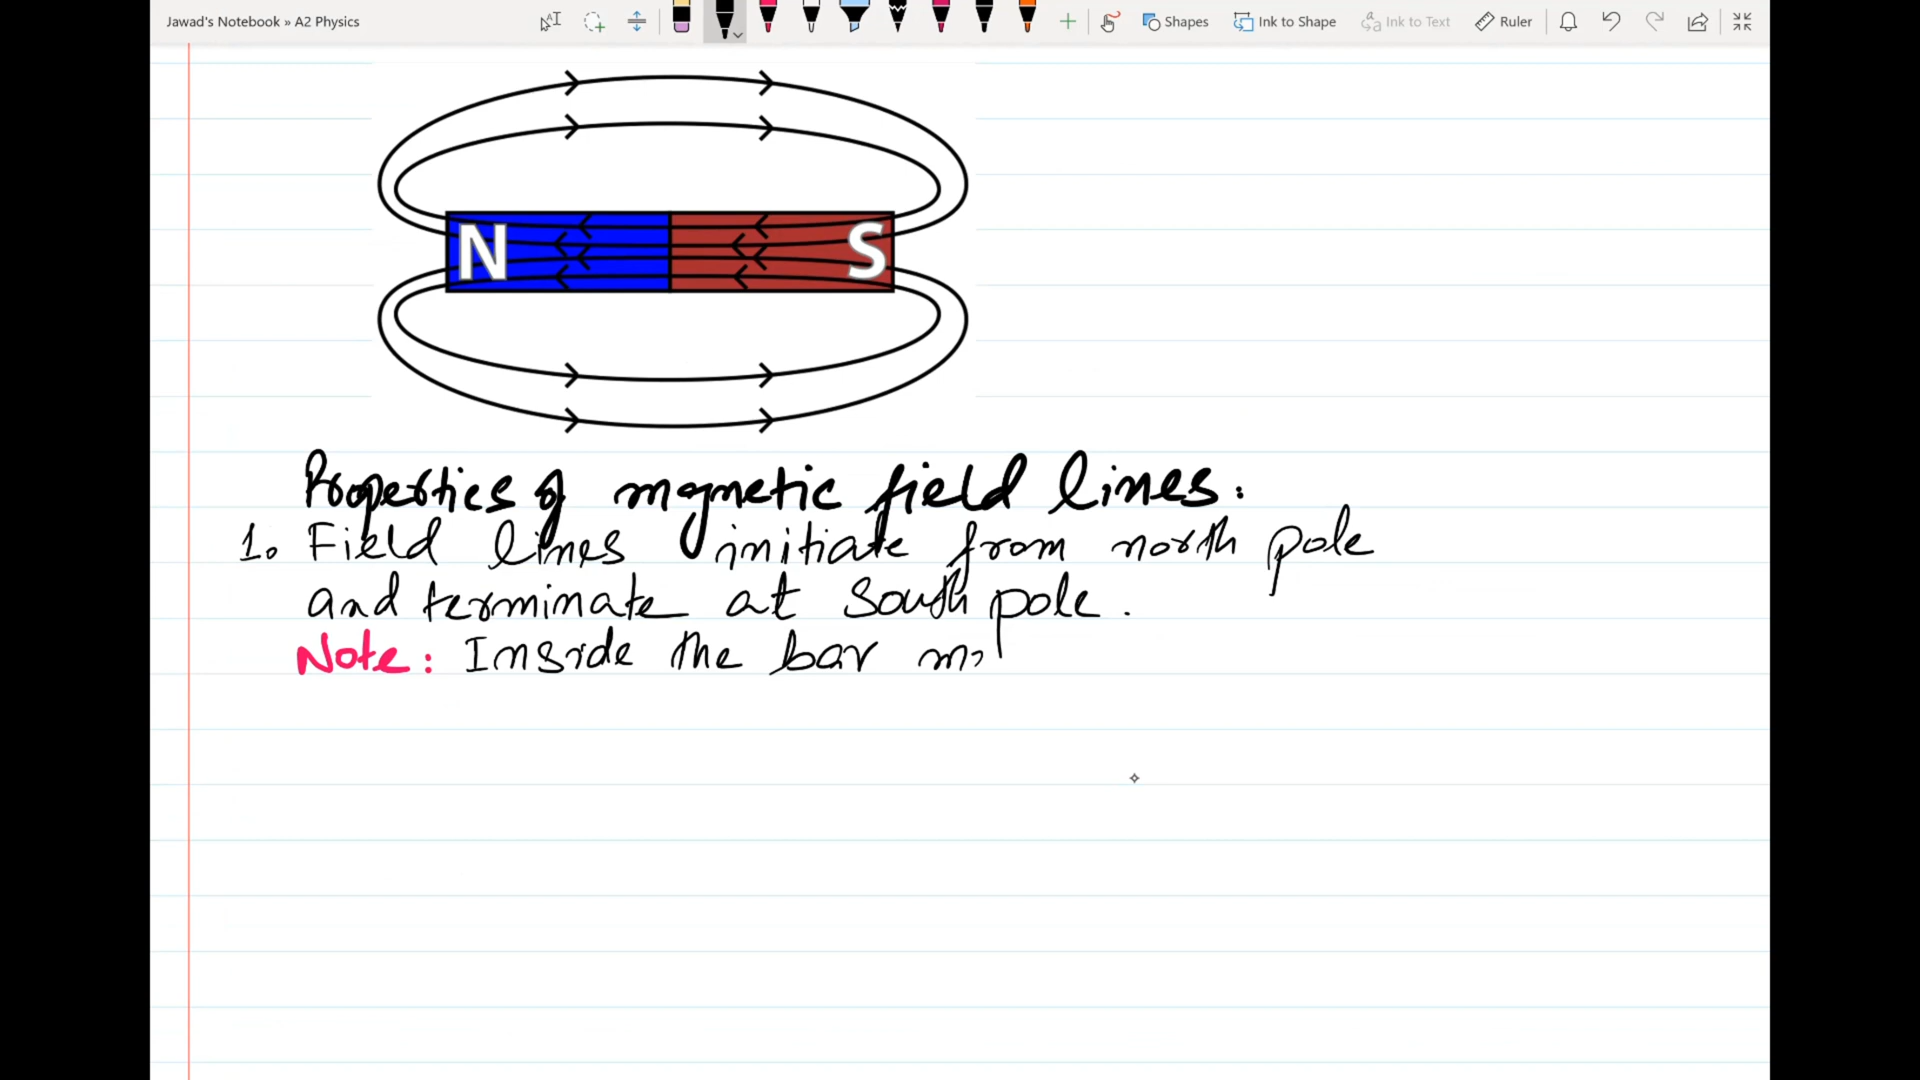 Jawad's Notebook » A2 Physics
Shapes
Ink to Shape
Ink to Text
Ruler
N
S
Properties of magnetic field lines:
1. Field lines initiate from north pole
and terminate at south pole.
Note: Inside the bar